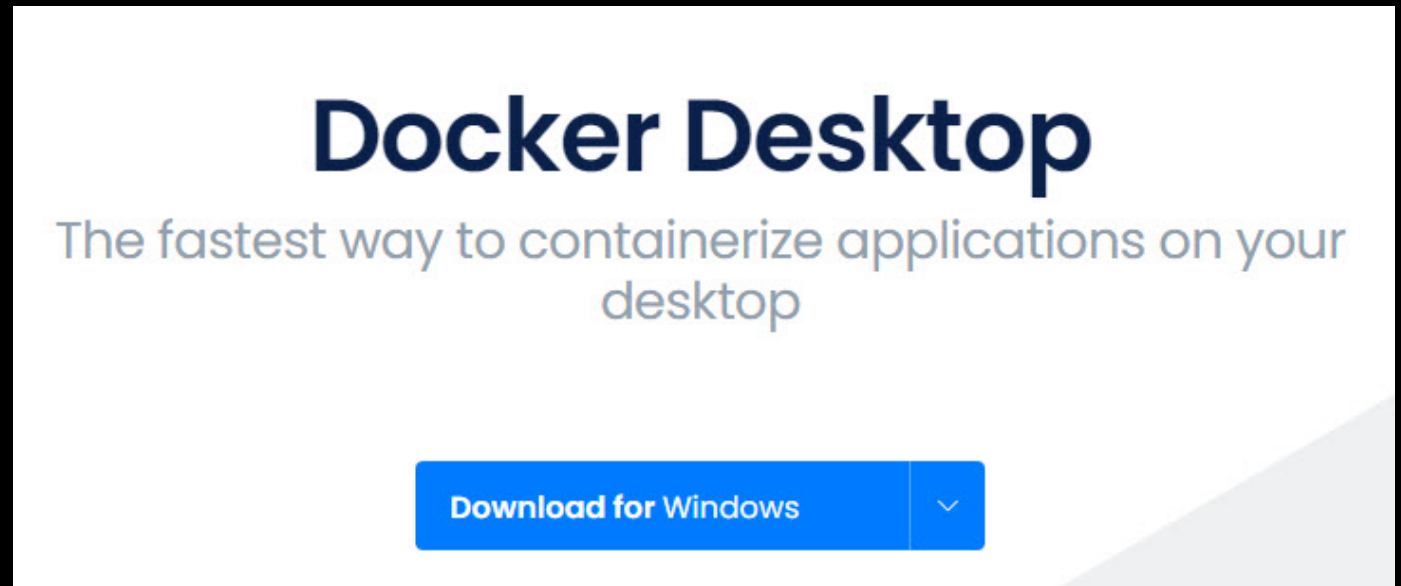 Docker Desktop
The fastest way to containerize applications on your
desktop
Download for Windows